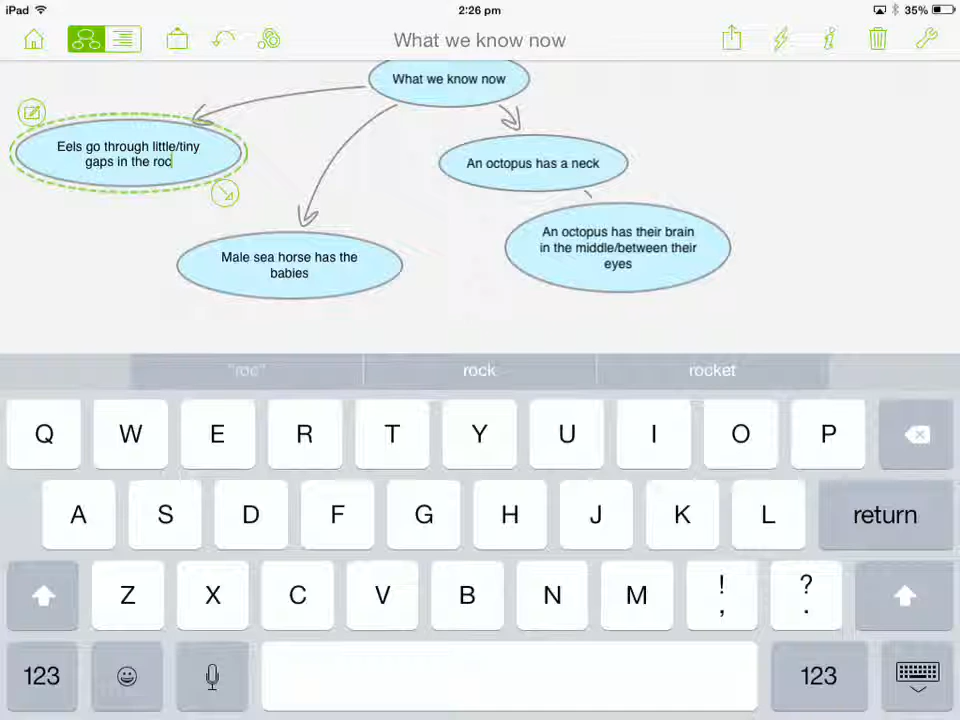 iPad 2:26 pm 35%
What we know now
What we know now
Eels go through little/tiny
gaps in the roc
An octopus has a neck
An octopus has their brain
in the middle/between their
eyes
Male sea horse has the
babies
"roc" rock rocket
Q W E R T Y U I O P
A S D F G H J K L return
Z X C V B N M ! , ? .
123 123